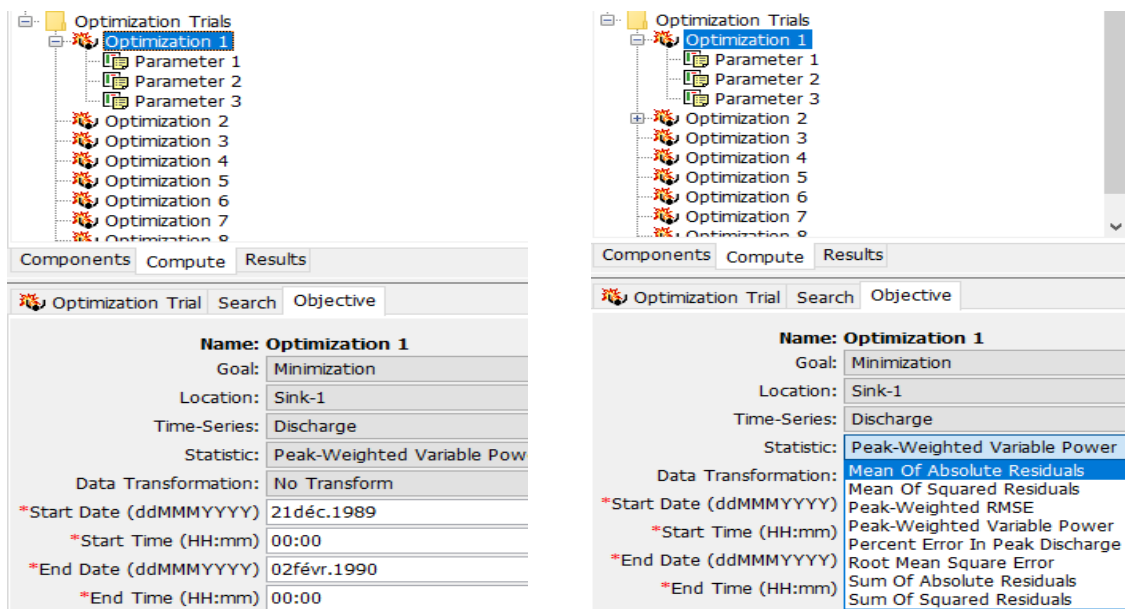 Optimization Trials
Optimization 1
Parameter 1
Parameter 2
Parameter 3
Optimization 2
Optimization 3
Optimization 4
Optimization 5
Optimization 6
Optimization 7
Optimization 8
Components Compute Results
Optimization Trial Search Objective
Name: Optimization 1
Goal: Minimization
Location: Sink-1
Time-Series: Discharge
Statistic: Peak-Weighted Variable Pow
Data Transformation: No Transform
*Start Date (ddMMMYYYY) 21déc.1989
*Start Time (HH:mm) 00:00
*End Date (ddMMMYYYY) 02févr.1990
*End Time (HH:mm) 00:00
Optimization Trials
Optimization 1
Parameter 1
Parameter 2
Parameter 3
Optimization 2
Optimization 3
Optimization 4
Optimization 5
Optimization 6
Optimization 7
Optimization 8
Components Compute Results
Optimization Trial Search Objective
Name: Optimization 1
Goal: Minimization
Location: Sink-1
Time-Series: Discharge
Statistic: Peak-Weighted Variable Power
Data Transformation:
*Start Date (ddMMMYYYY)
*Start Time (HH:mm)
*End Date (ddMMMYYYY)
*End Time (HH:mm)
Mean Of Absolute Residuals
Mean Of Squared Residuals
Peak-Weighted RMSE
Peak-Weighted Variable Power
Percent Error In Peak Discharge
Root Mean Square Error
Sum Of Absolute Residuals
Sum Of Squared Residuals